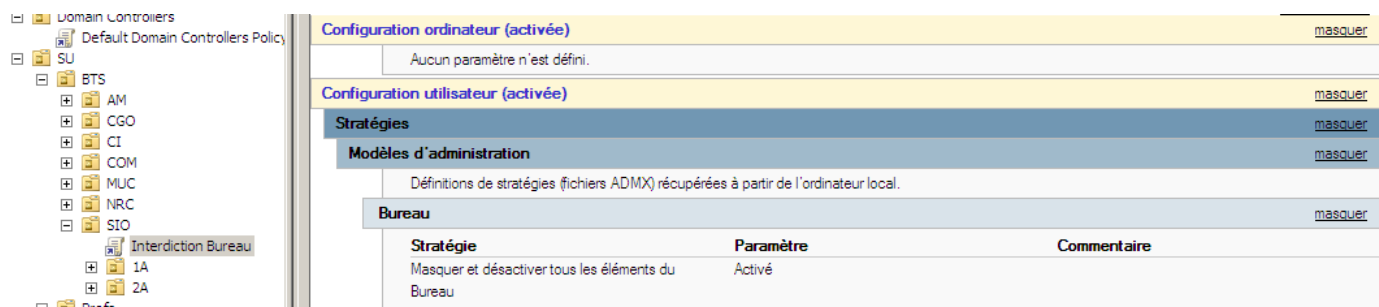 Domain Controllers
Default Domain Controllers Policy
SU
BTS
AM
CGO
CI
COM
MUC
NRC
SIO
Interdiction Bureau
1A
2A
Profs
Configuration ordinateur (activée) masquer
Aucun paramètre n'est défini.
Configuration utilisateur (activée) masquer
Stratégies masquer
Modèles d'administration masquer
Définitions de stratégies (fichiers ADMX) récupérées à partir de l'ordinateur local.
Bureau masquer
Stratégie Paramètre Commentaire
Masquer et désactiver tous les éléments du Activé
Bureau